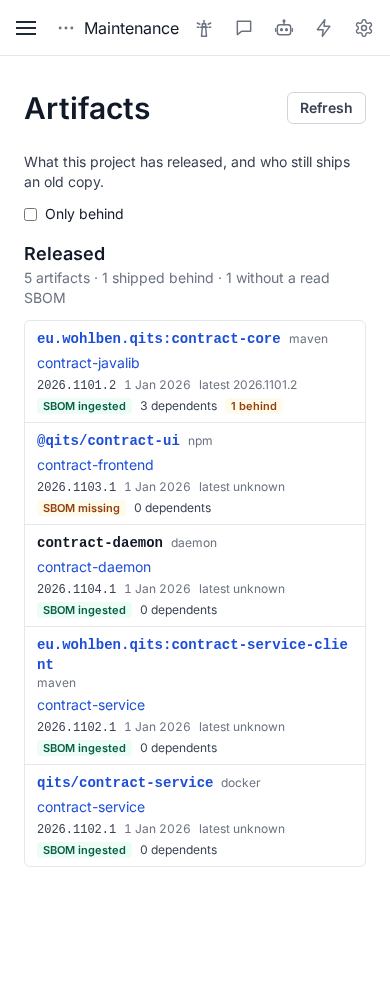 Maintenance
Artifacts
Refresh
What this project has released, and who still ships
an old copy.
Only behind
Released
5 artifacts · 1 shipped behind · 1 without a read
SBOM
eu.wohlben.qits:contract-core maven
contract-javalib
2026.1101.2 1 Jan 2026 latest 2026.1101.2
SBOM ingested 3 dependents 1 behind
@qits/contract-ui npm
contract-frontend
2026.1103.1 1 Jan 2026 latest unknown
SBOM missing 0 dependents
contract-daemon daemon
contract-daemon
2026.1104.1 1 Jan 2026 latest unknown
SBOM ingested 0 dependents
eu.wohlben.qits:contract-service-clie
nt
maven
contract-service
2026.1102.1 1 Jan 2026 latest unknown
SBOM ingested 0 dependents
qits/contract-service docker
contract-service
2026.1102.1 1 Jan 2026 latest unknown
SBOM ingested 0 dependents